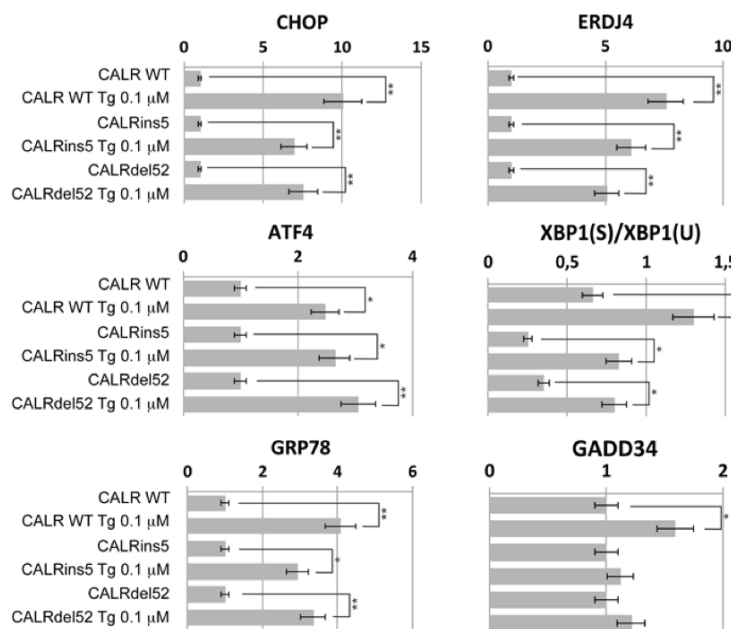 CHOP
0 5 10 15
CALR WT
CALR WT Tg 0.1 μM
CALRins5
CALRins5 Tg 0.1 μM
CALRdel52
CALRdel52 Tg 0.1 μM
**
**
**
ERDJ4
0 5 10
**
**
**
ATF4
0 2 4
CALR WT
CALR WT Tg 0.1 μM
CALRins5
CALRins5 Tg 0.1 μM
CALRdel52
CALRdel52 Tg 0.1 μM
*
*
**
XBP1(S)/XBP1(U)
0 0,5 1 1,5
*
*
GRP78
0 2 4 6
CALR WT
CALR WT Tg 0.1 μM
CALRins5
CALRins5 Tg 0.1 μM
CALRdel52
CALRdel52 Tg 0.1 μM
**
*
**
GADD34
0 1 2
*